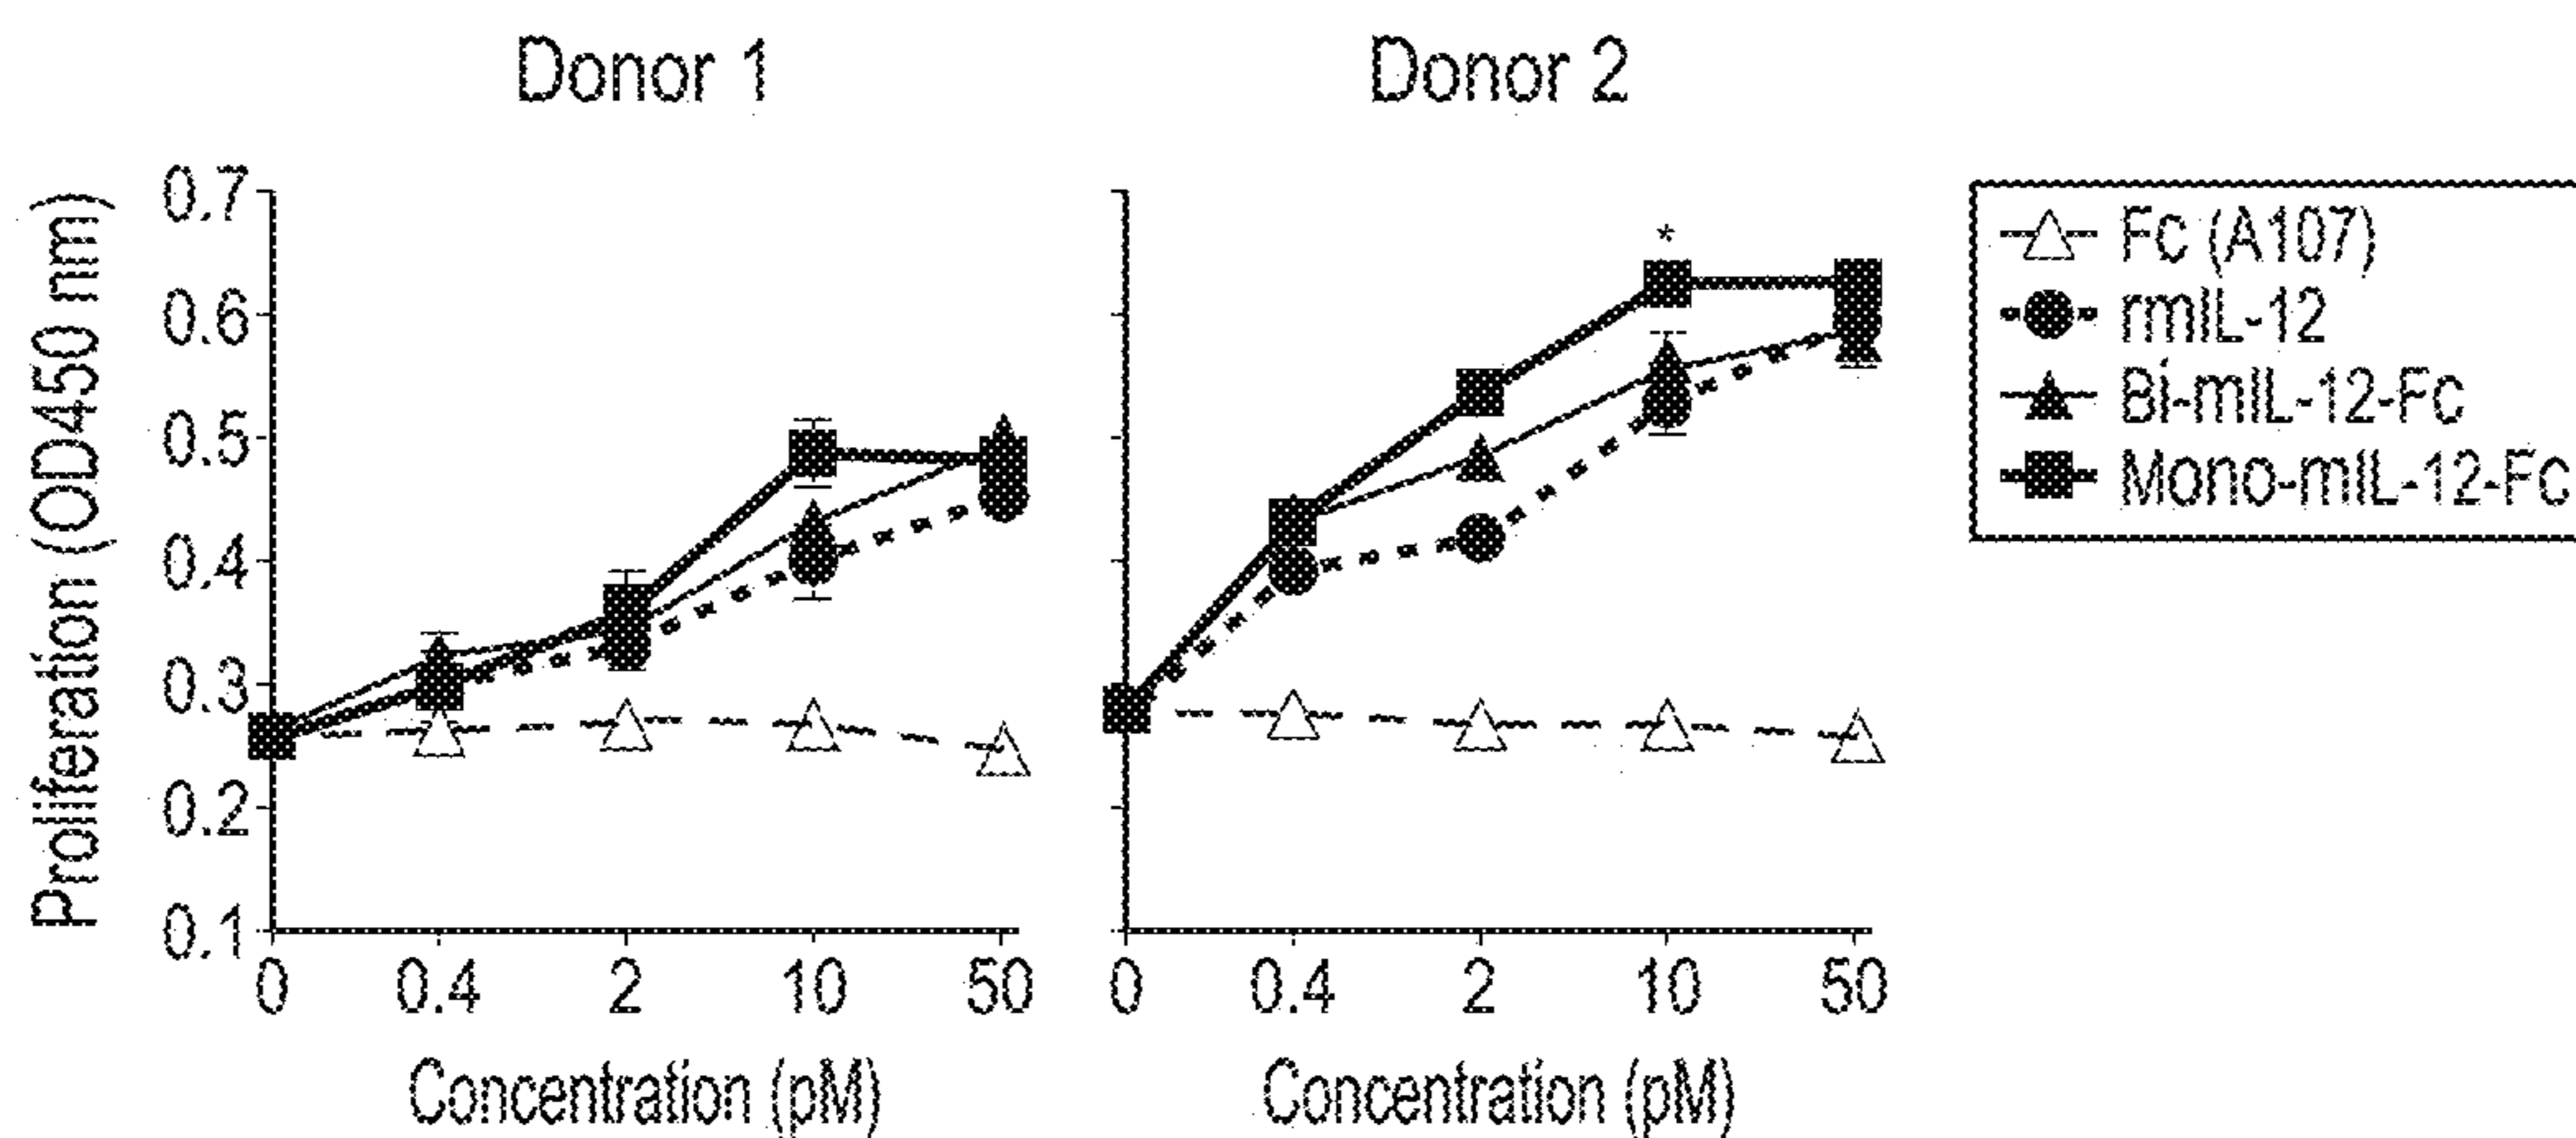 Donor 1
Donor 2
Proliferation (OD450 nm)
0.7
0.6
0.5
0.4
0.3
0.2
0.1
0 0.4 2 10 50
Concentration (pM)
*
0 0.4 2 10 50
Concentration (pM)
Fc (A107)
rmIL-12
Bi-mIL-12-Fc
Mono-mIL-12-Fc